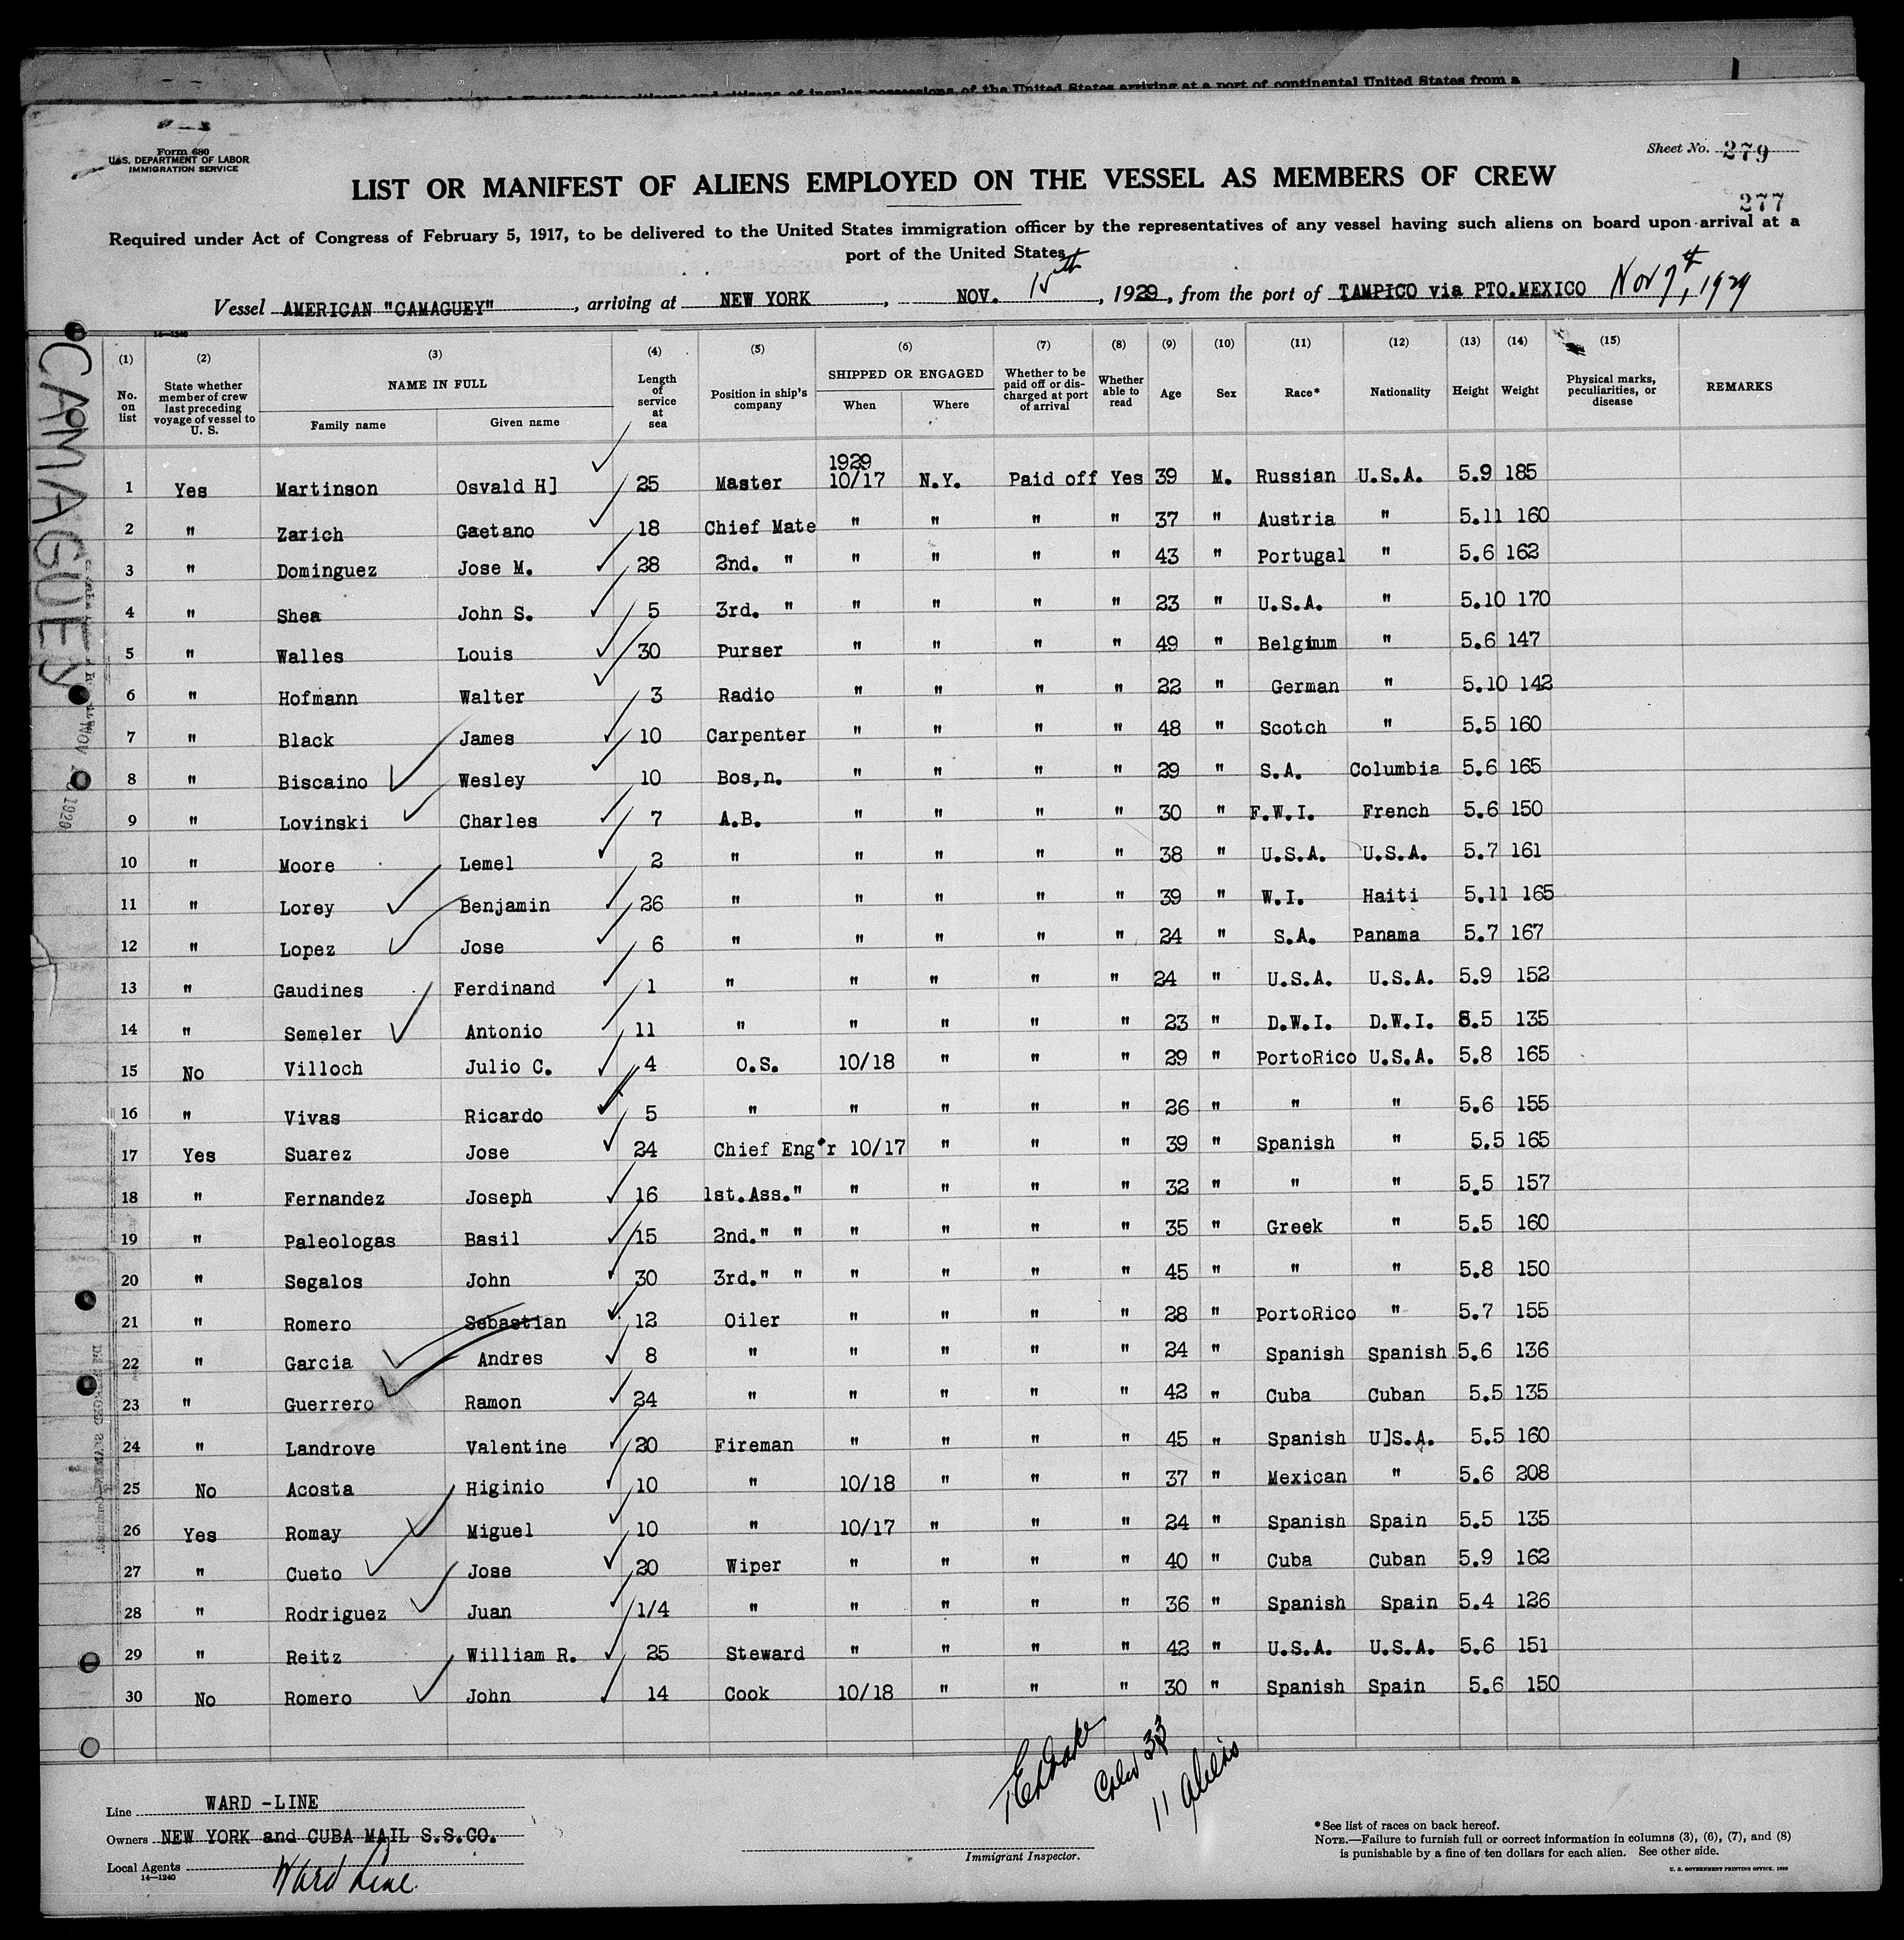 Form 680
U. S. DEPARTMENT OF LABOR
IMMIGRATION SERVICE
Sheet No. 279
277
LIST OR MANIFEST OF ALIENS EMPLOYED ON THE VESSEL AS MEMBERS OF CREW
Required under Act of Congress of February 5, 1917, to be delivered to the United States immigration officer by the representatives of any vessel having such aliens on board upon arrival at a
port of the United States
Vessel AMERICAN "CAMAGUEY", arriving at NEW YORK, NOV. 15th, 1929, from the port of TAMPICO via PTO.MEXICO Nov 7th, 1929
14-1240
CAMAGUEY
(1) (2) (3) (4) (5) (6) (7) (8) (9) (10) (11) (12) (13) (14) (15)
No. on list | State whether member of crew last preceding voyage of vessel to U. S. | NAME IN FULL | Family name | Given name | Length of service at sea | Position in ship's company | SHIPPED OR ENGAGED | When | Where | Whether to be paid off or discharged at port of arrival | Whether able to read | Age | Sex | Race* | Nationality | Height | Weight | Physical marks, peculiarities, or disease | REMARKS
1929
1 Yes Martinson Osvald H] 25 Master 10/17 N.Y. Paid off Yes 39 M. Russian U.S.A. 5.9 185
2 " Zarich Gaetano 18 Chief Mate " " " " 37 " Austria " 5.11 160
3 " Dominguez Jose M. 28 2nd. " " " " " 43 " Portugal " 5.6 162
4 " Shea John S. 5 3rd. " " " " " 23 " U.S.A. " 5.10 170
5 " Walles Louis 30 Purser " " " " 49 " Belgium " 5.6 147
6 " Hofmann Walter 3 Radio " " " " 22 " German " 5.10 142
7 " Black James 10 Carpenter " " " " 48 " Scotch " 5.5 160
8 " Biscaino Wesley 10 Bos,n. " " " " 29 " S.A. Columbia 5.6 165
9 " Lovinski Charles 7 A.B. " " " " 30 " F.W.I. French 5.6 150
10 " Moore Lemel 2 " " " " " 38 " U.S.A. U.S.A. 5.7 161
11 " Lorey Benjamin 26 " " " " " 39 " W.I. Haiti 5.11 165
12 " Lopez Jose 6 " " " " " 24 " S.A. Panama 5.7 167
13 " Gaudines Ferdinand 1 " " " " " 24 " U.S.A. U.S.A. 5.9 152
14 " Semeler Antonio 11 " " " " " 23 " D.W.I. D.W.I. 5.5 135
15 No Villoch Julio C. 4 O.S. 10/18 " " " 29 " PortoRico U.S.A. 5.8 165
16 " Vivas Ricardo 5 " " " " " 26 " " " 5.6 155
17 Yes Suarez Jose 24 Chief Eng'r 10/17 " " " 39 " Spanish " 5.5 165
18 " Fernandez Joseph 16 1st.Ass." " " " " 32 " " " 5.5 157
19 " Paleologas Basil 15 2nd." " " " " " 35 " Greek " 5.5 160
20 " Segalos John 30 3rd." " " " " " 45 " " " 5.8 150
21 " Romero Sebastian 12 Oiler " " " " 28 " PortoRico " 5.7 155
22 " Garcia Andres 8 " " " " " 24 " Spanish Spanish 5.6 136
23 " Guerrero Ramon 24 " " " " " 42 " Cuba Cuban 5.5 135
24 " Landrove Valentine 20 Fireman " " " " 45 " Spanish U]S.A. 5.5 160
25 No Acosta Higinio 10 " 10/18 " " " 37 " Mexican " 5.6 208
26 Yes Romay Miguel 10 " 10/17 " " " 24 " Spanish Spain 5.5 135
27 " Cueto Jose 20 Wiper " " " " 40 " Cuba Cuban 5.9 162
28 " Rodriguez Juan 1/4 " " " " " 36 " Spanish Spain 5.4 126
29 " Reitz William R. 25 Steward " " " " 42 " U.S.A. U.S.A. 5.6 151
30 No Romero John 14 Cook 10/18 " " " 30 " Spanish Spain 5.6 150
Crew 33
11 aliens
Line WARD -LINE
Owners NEW YORK and CUBA MAIL S.S.CO.
Local Agents Ward Line
14-1240
Immigrant Inspector.
*See list of races on back hereof.
NOTE.—Failure to furnish full or correct information in columns (3), (6), (7), and (8)
is punishable by a fine of ten dollars for each alien. See other side.
U. S. GOVERNMENT PRINTING OFFICE, 1929